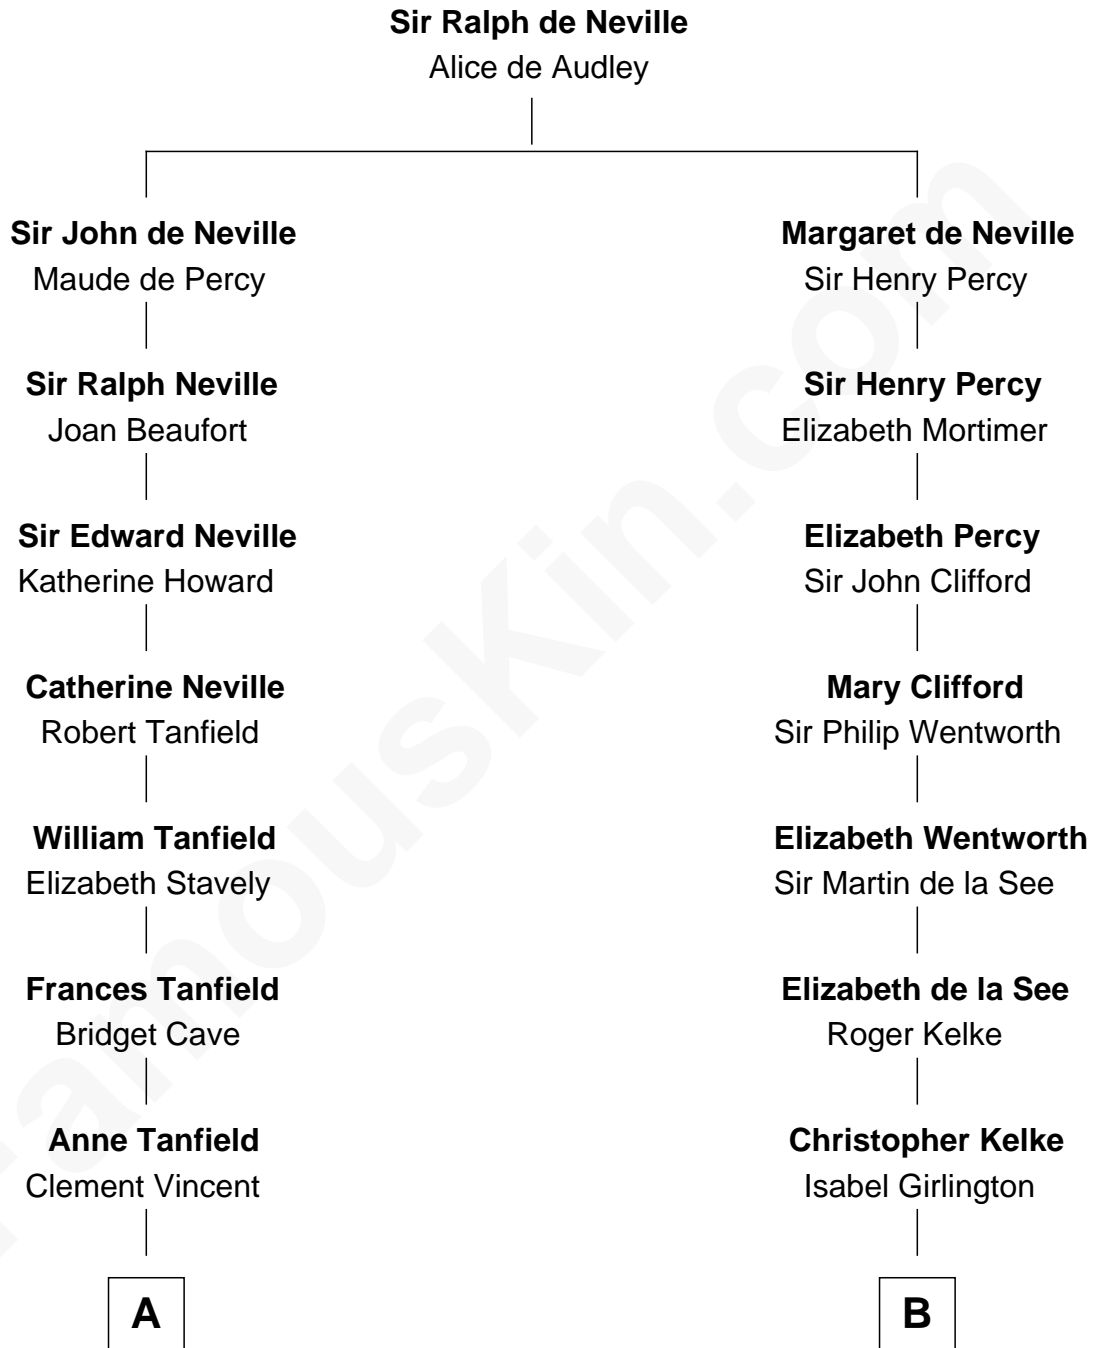 Sir Ralph de Neville
Alice de Audley
Sir John de Neville
Maude de Percy
Margaret de Neville
Sir Henry Percy
Sir Ralph Neville
Joan Beaufort
Sir Henry Percy
Elizabeth Mortimer
Sir Edward Neville
Katherine Howard
Elizabeth Percy
Sir John Clifford
Catherine Neville
Robert Tanfield
Mary Clifford
Sir Philip Wentworth
William Tanfield
Elizabeth Stavely
Elizabeth Wentworth
Sir Martin de la See
Frances Tanfield
Bridget Cave
Elizabeth de la See
Roger Kelke
Anne Tanfield
Clement Vincent
Christopher Kelke
Isabel Girlington
A
B
FamousKin.com